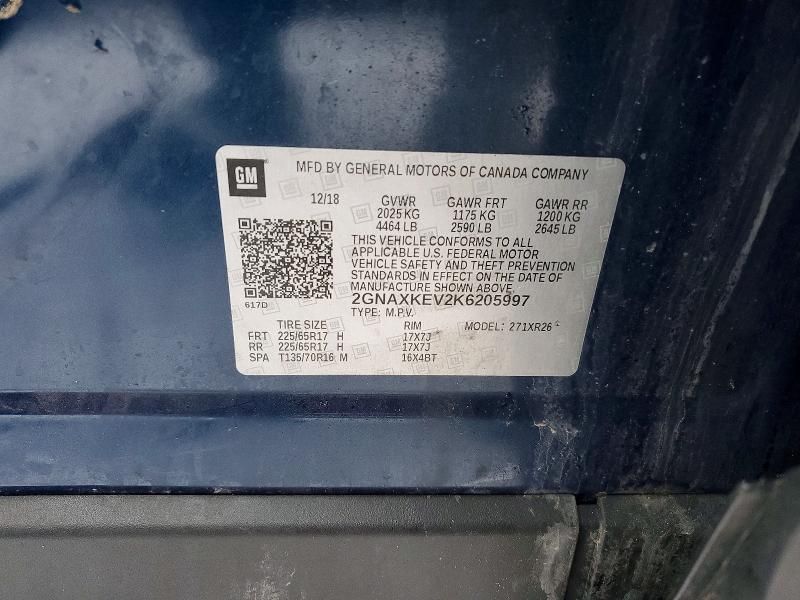 GM
MFD BY GENERAL MOTORS OF CANADA COMPANY
12/18 GVWR GAWR FRT GAWR RR
2025 KG 1175 KG 1200 KG
4464 LB 2590 LB 2645 LB
THIS VEHICLE CONFORMS TO ALL
APPLICABLE U.S. FEDERAL MOTOR
VEHICLE SAFETY AND THEFT PREVENTION
STANDARDS IN EFFECT ON THE DATE OF
MANUFACTURE SHOWN ABOVE.
617D
2GNAXKEV2K6205997
TYPE: M.P.V.
TIRE SIZE RIM MODEL: 271XR26
FRT 225/65R17 H 17X7J
RR 225/65R17 H 17X7J
SPA T135/70R16 M 16X4BT